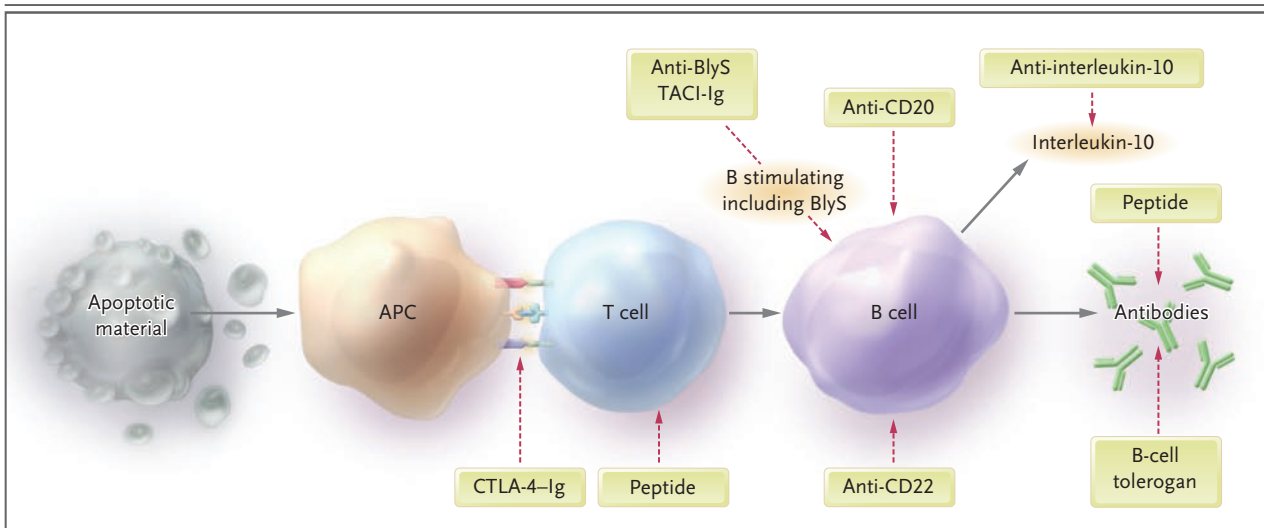 Anti-BlyS
TACI-Ig
Anti-CD20
Anti-interleukin-10
Interleukin-10
B stimulating
including BlyS
Peptide
Apoptotic
material
APC
T cell
B cell
Antibodies
CTLA-4–Ig
Peptide
Anti-CD22
B-cell
tolerogan